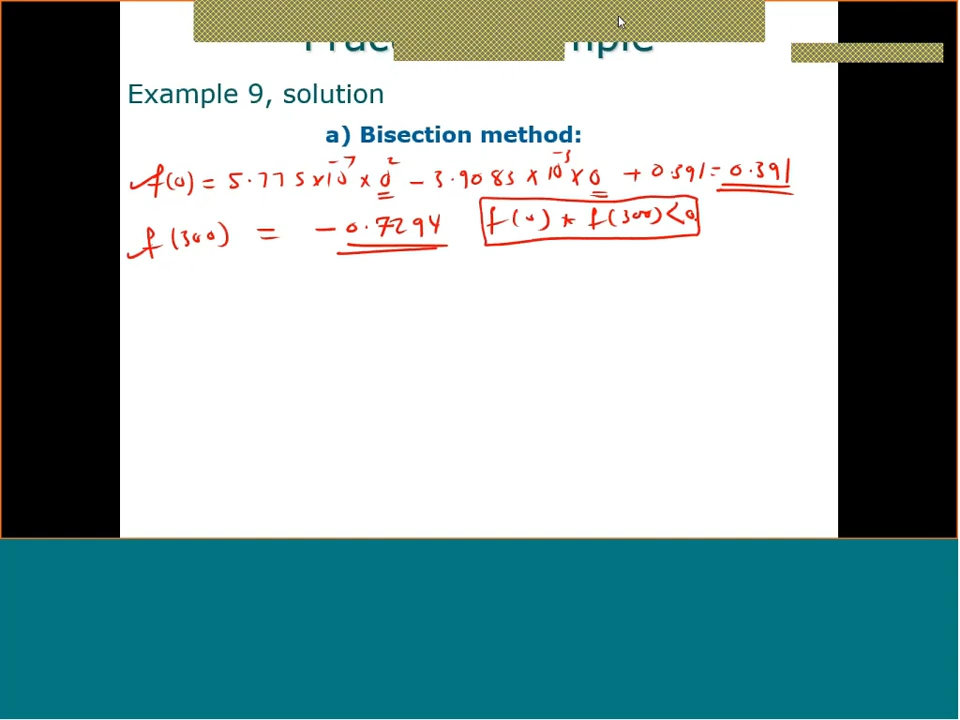 Example 9, solution
a) Bisection method:
f(0) = 5.775×10⁻⁷ × 0² − 3.9083 × 10⁻³ × 0 + 0.391 = 0.391
f(300) = − 0.7294 f(0) * f(300) < 0